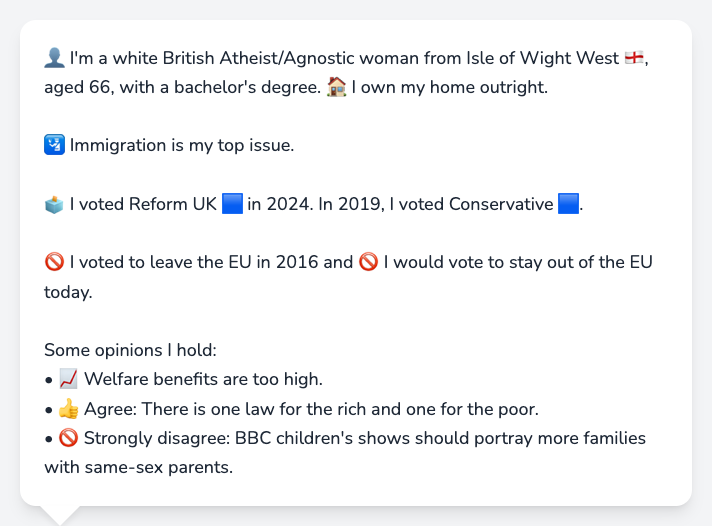 👤 I'm a white British Atheist/Agnostic woman from Isle of Wight West 🏴󠁧󠁢󠁥󠁮󠁧󠁿,
aged 66, with a bachelor's degree. 🏠 I own my home outright.
🛂 Immigration is my top issue.
🗳️ I voted Reform UK 🟦 in 2024. In 2019, I voted Conservative 🟦.
🚫 I voted to leave the EU in 2016 and 🚫 I would vote to stay out of the EU
today.
Some opinions I hold:
• 📈 Welfare benefits are too high.
• 👍 Agree: There is one law for the rich and one for the poor.
• 🚫 Strongly disagree: BBC children's shows should portray more families
with same-sex parents.